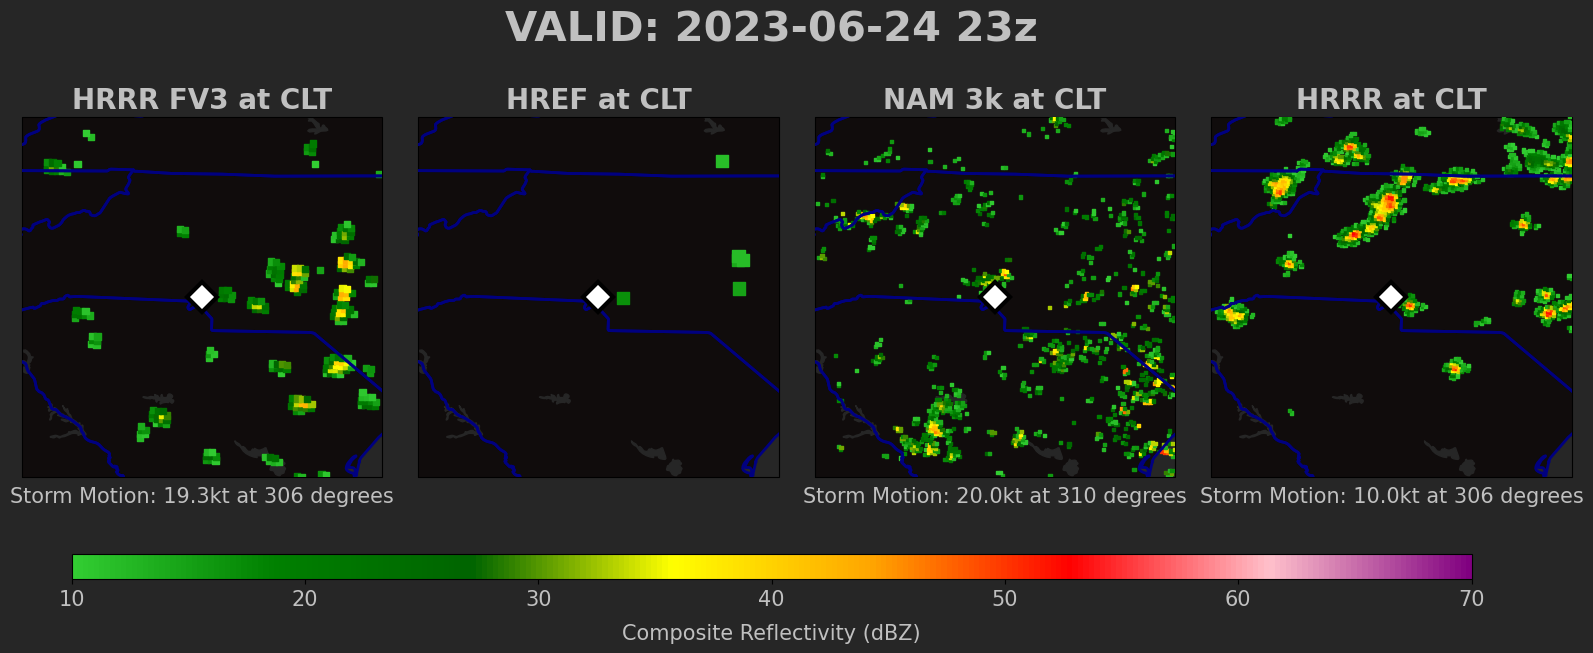 VALID: 2023-06-24 23z
HRRR FV3 at CLT
HREF at CLT
NAM 3k at CLT
HRRR at CLT
Storm Motion: 19.3kt at 306 degrees
Storm Motion: 20.0kt at 310 degrees
Storm Motion: 10.0kt at 306 degrees
10 20 30 40 50 60 70
Composite Reflectivity (dBZ)